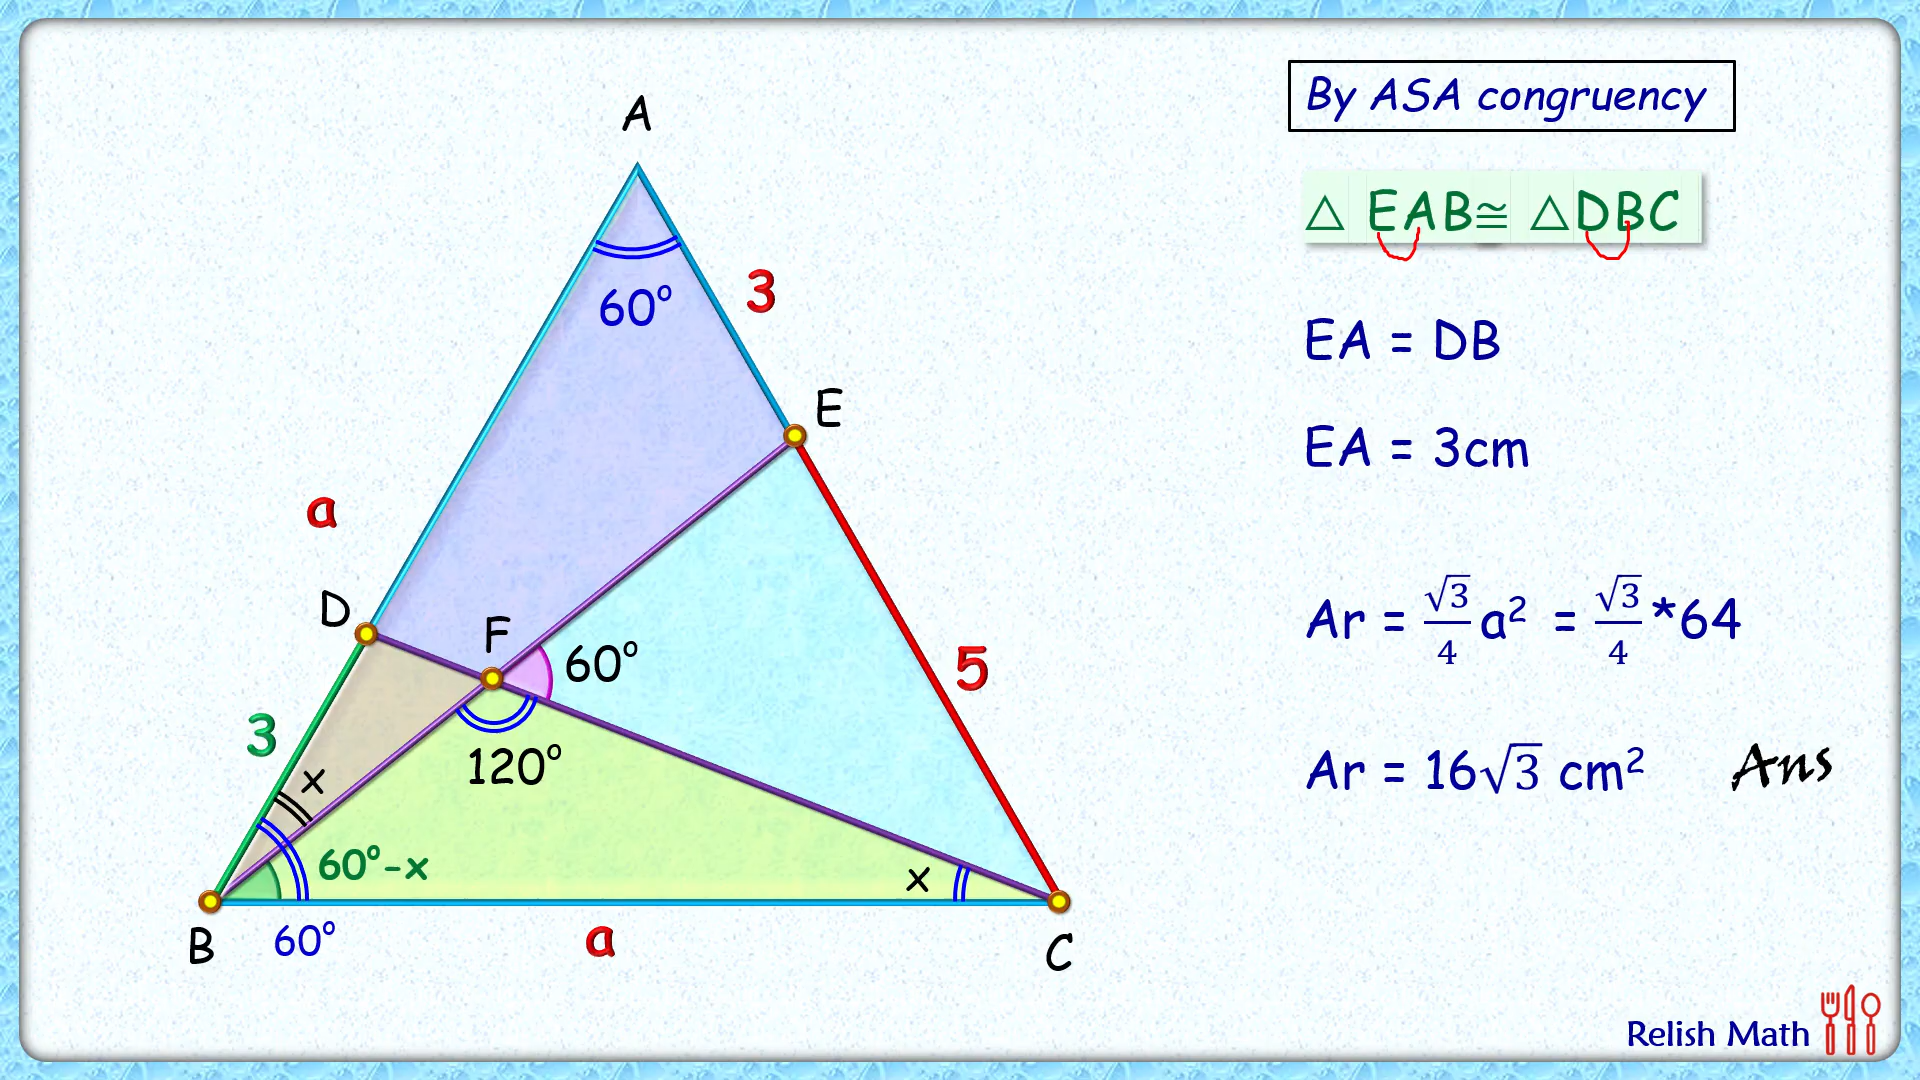 By ASA congruency
A
△ EAB≅ △DBC
60°
3
EA = DB
E
EA = 3cm
a
D
F
60°
Ar = √3/4 a² = √3/4 *64
5
3
120°
x
Ar = 16√3 cm² Ans
60°-x
x
B
60°
a
C
Relish Math